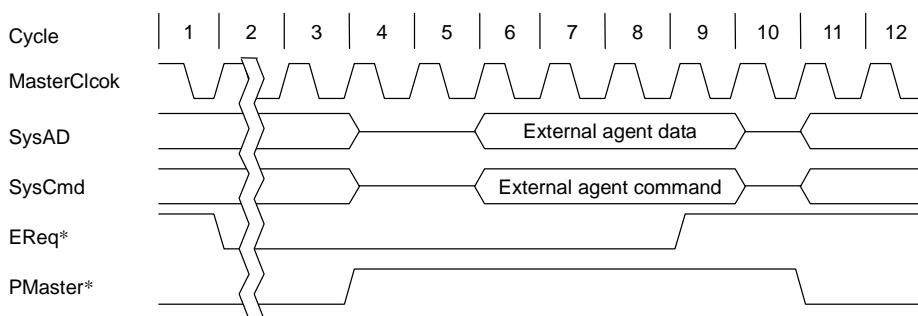 Cycle 1 2 3 4 5 6 7 8 9 10 11 12
MasterClcok
SysAD External agent data
SysCmd External agent command
EReq*
PMaster*